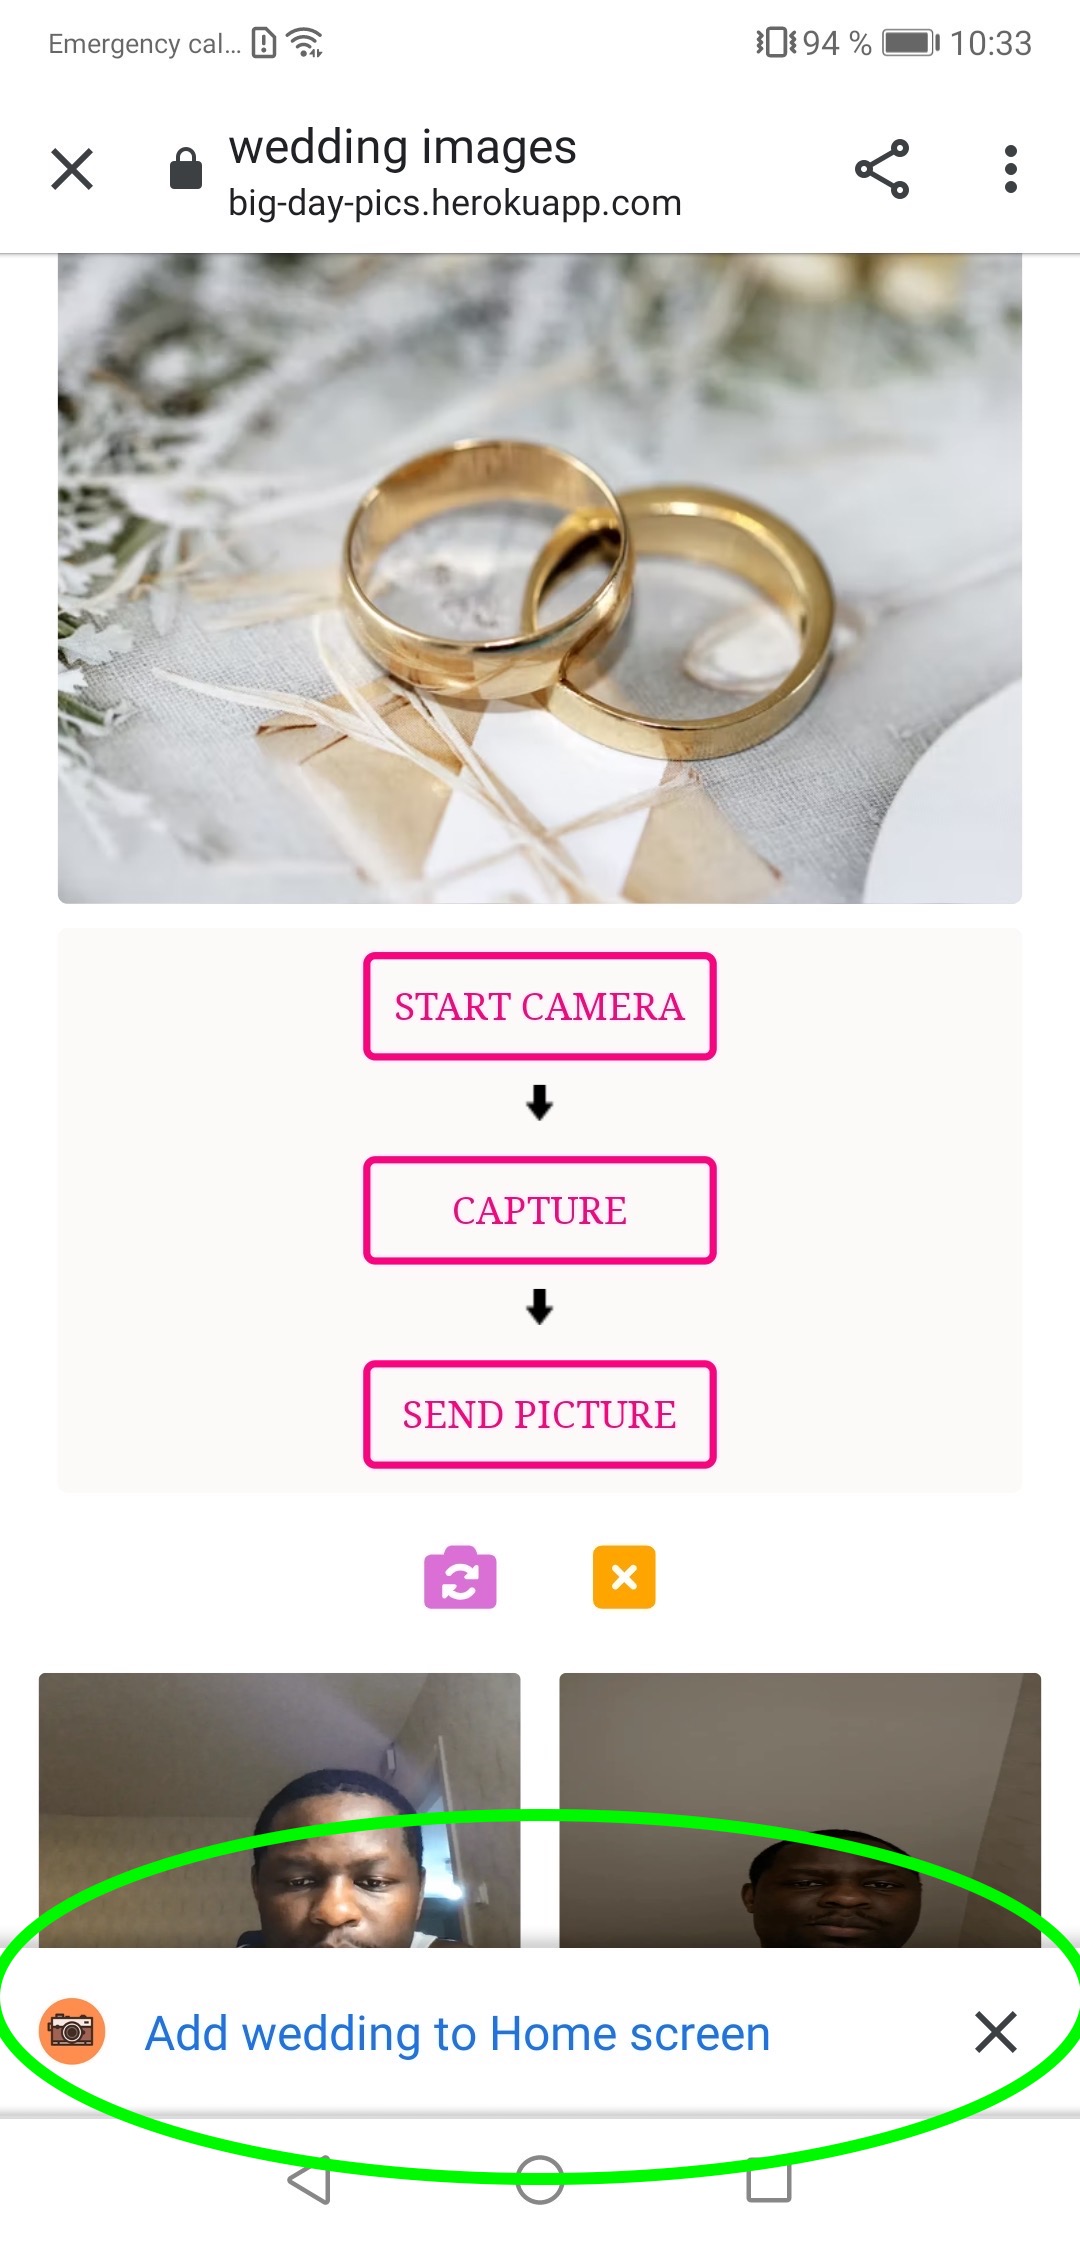 Emergency cal... 94 % 10:33
wedding images
big-day-pics.herokuapp.com
START CAMERA
CAPTURE
SEND PICTURE
Add wedding to Home screen